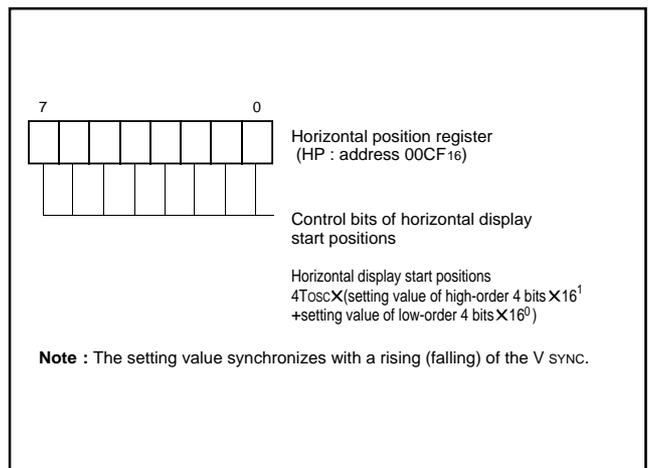 7 0
Horizontal position register
(HP : address 00CF16)
Control bits of horizontal display
start positions
Horizontal display start positions
4Tosc✕(setting value of high-order 4 bits✕16¹
+setting value of low-order 4 bits✕16⁰)
Note : The setting value synchronizes with a rising (falling) of the V SYNC.